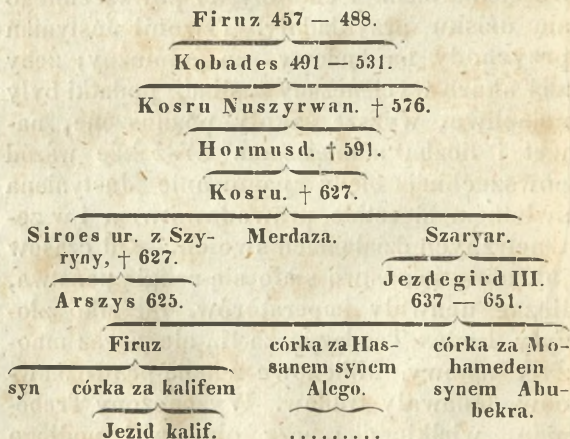 Firuz 457 — 488.
Kobades 491 — 531.
Kosru Nuszyrwan. † 576.
Hormusd. † 591.
Kosru. † 627.
Siroes ur. z Szy-
ryny, † 627.
Merdaza.
Szaryar.
Arszys 625.
Jezdegird III.
637 — 651.
Firuz
córka za Has-
sanem synem
Alego.
córka za Mo-
hamedem
synem Abu-
bekra.
syn
córka za kalifem
Jezid kalif.
.........